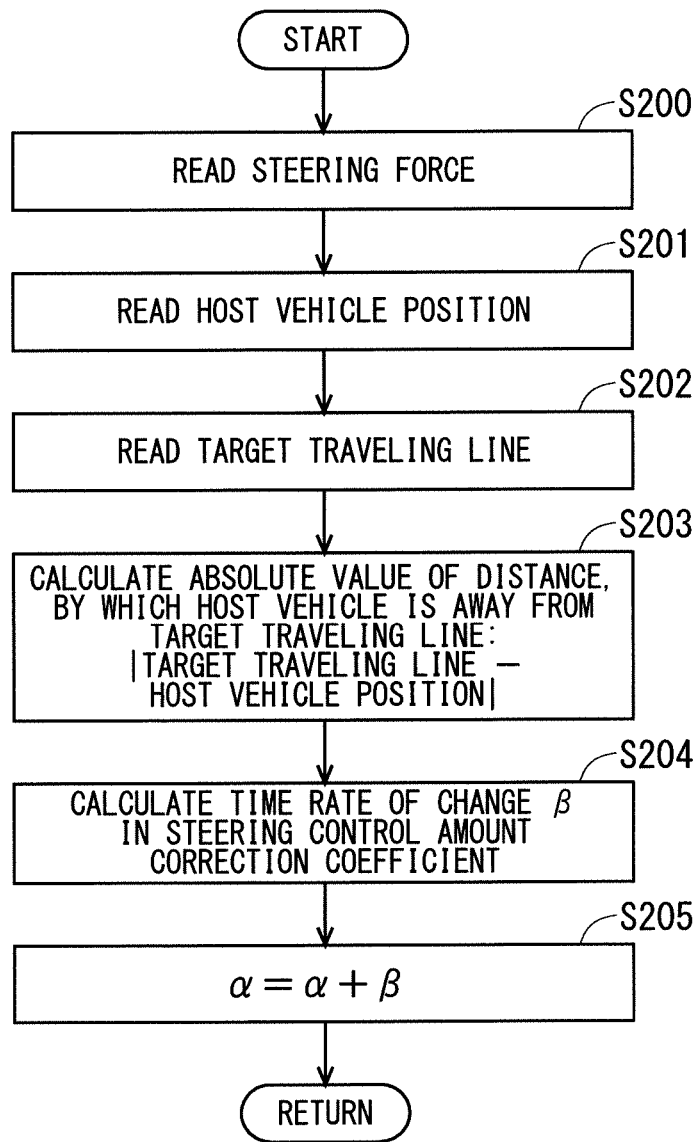 START
S200
READ STEERING FORCE
S201
READ HOST VEHICLE POSITION
S202
READ TARGET TRAVELING LINE
S203
CALCULATE ABSOLUTE VALUE OF DISTANCE,
BY WHICH HOST VEHICLE IS AWAY FROM
TARGET TRAVELING LINE:
|TARGET TRAVELING LINE —
HOST VEHICLE POSITION|
S204
CALCULATE TIME RATE OF CHANGE β
IN STEERING CONTROL AMOUNT
CORRECTION COEFFICIENT
S205
α = α + β
RETURN